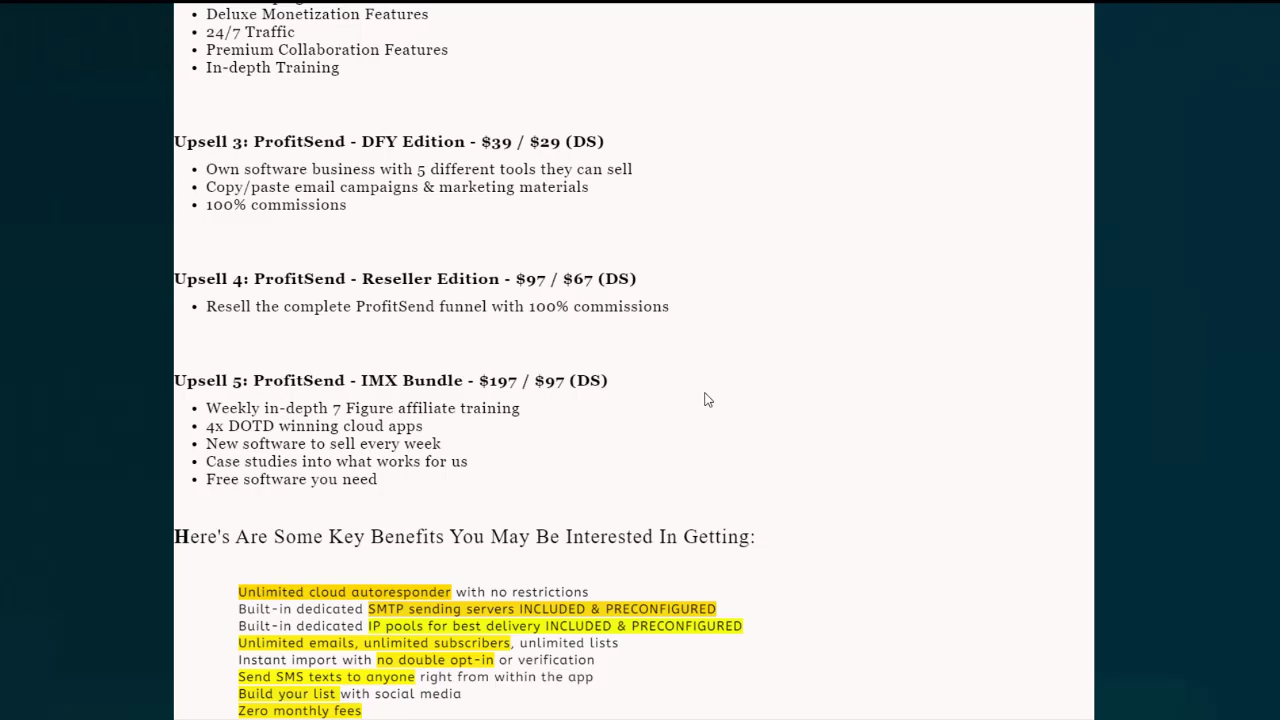 Deluxe Monetization Features
24/7 Traffic
Premium Collaboration Features
In-depth Training
Upsell 3: ProfitSend - DFY Edition - $39 / $29 (DS)
Own software business with 5 different tools they can sell
Copy/paste email campaigns & marketing materials
100% commissions
Upsell 4: ProfitSend - Reseller Edition - $97 / $67 (DS)
Resell the complete ProfitSend funnel with 100% commissions
Upsell 5: ProfitSend - IMX Bundle - $197 / $97 (DS)
Weekly in-depth 7 Figure affiliate training
4x DOTD winning cloud apps
New software to sell every week
Case studies into what works for us
Free software you need
Here's Are Some Key Benefits You May Be Interested In Getting:
Unlimited cloud autoresponder with no restrictions
Built-in dedicated SMTP sending servers INCLUDED & PRECONFIGURED
Built-in dedicated IP pools for best delivery INCLUDED & PRECONFIGURED
Unlimited emails, unlimited subscribers, unlimited lists
Instant import with no double opt-in or verification
Send SMS texts to anyone right from within the app
Build your list with social media
Zero monthly fees